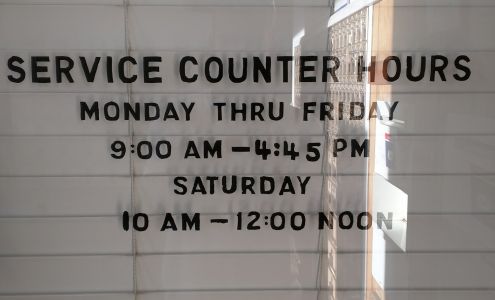 SERVICE COUNTER HOURS
MONDAY THRU FRIDAY
9:00 AM – 4:45 PM
SATURDAY
10 AM – 12:00 NOON